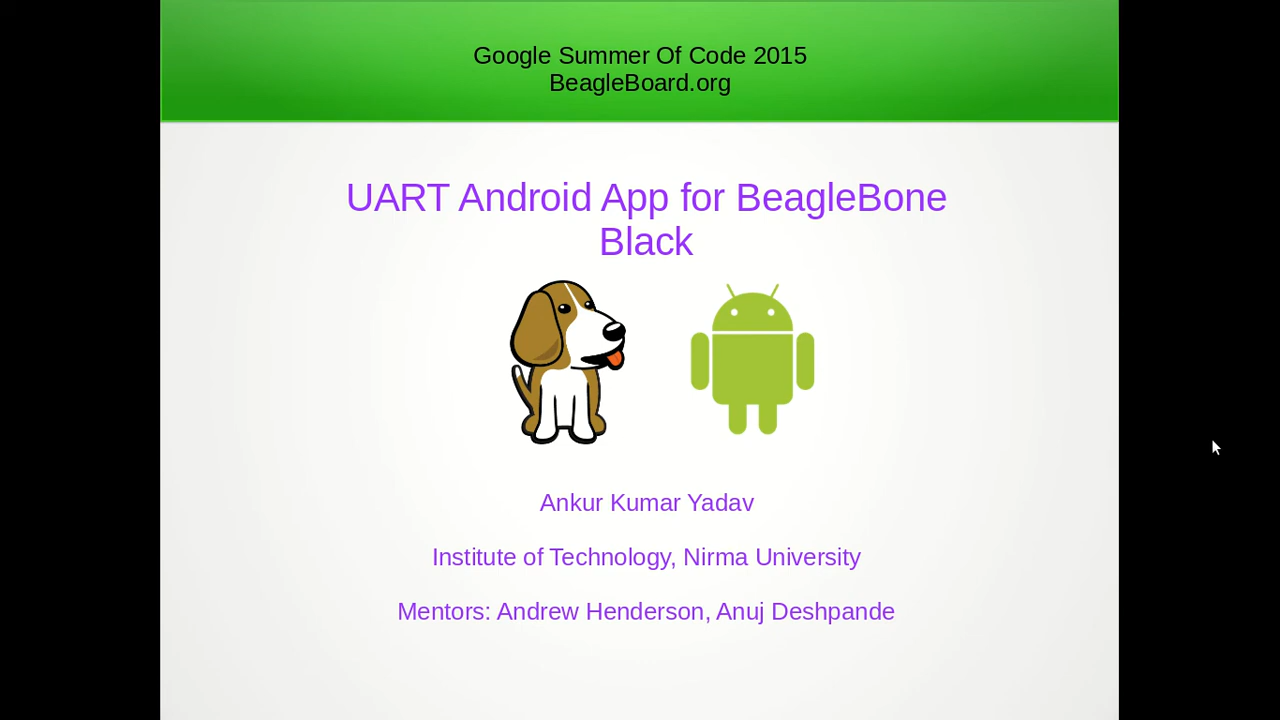 Google Summer Of Code 2015
BeagleBoard.org
UART Android App for BeagleBone
Black
Ankur Kumar Yadav
Institute of Technology, Nirma University
Mentors: Andrew Henderson, Anuj Deshpande